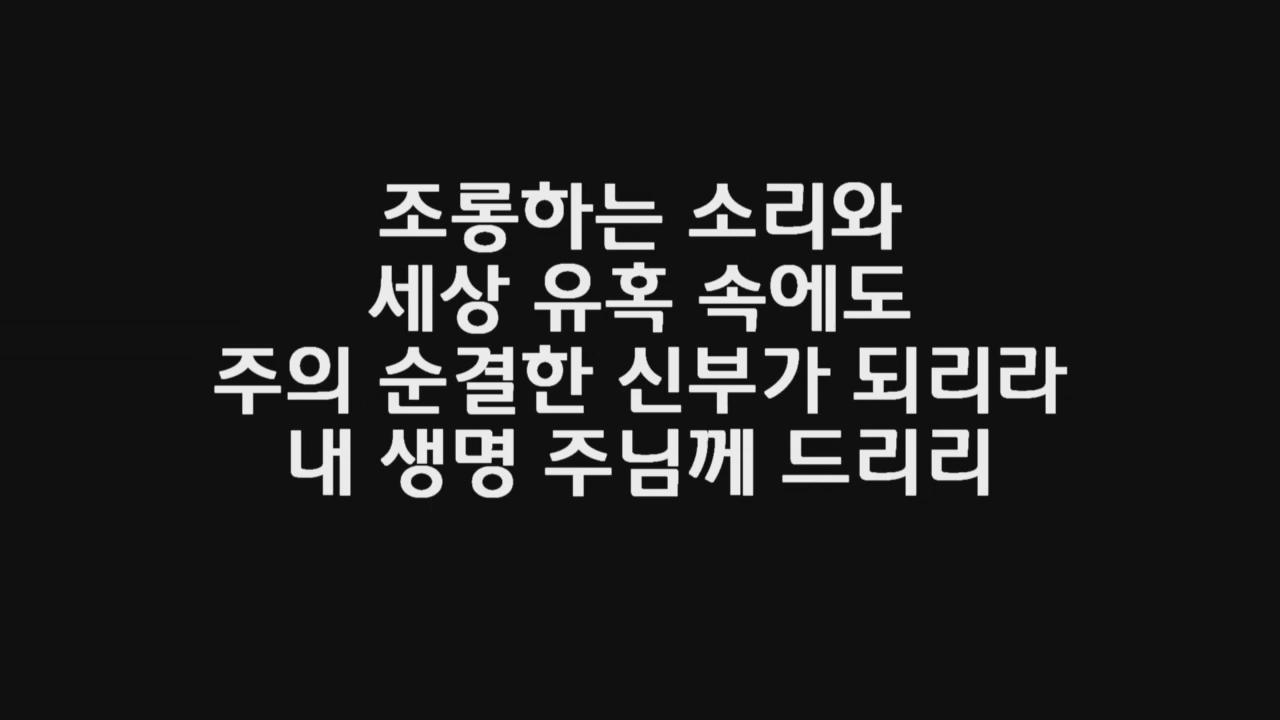 조롱하는 소리와
세상 유혹 속에도
주의 순결한 신부가 되리라
내 생명 주님께 드리리